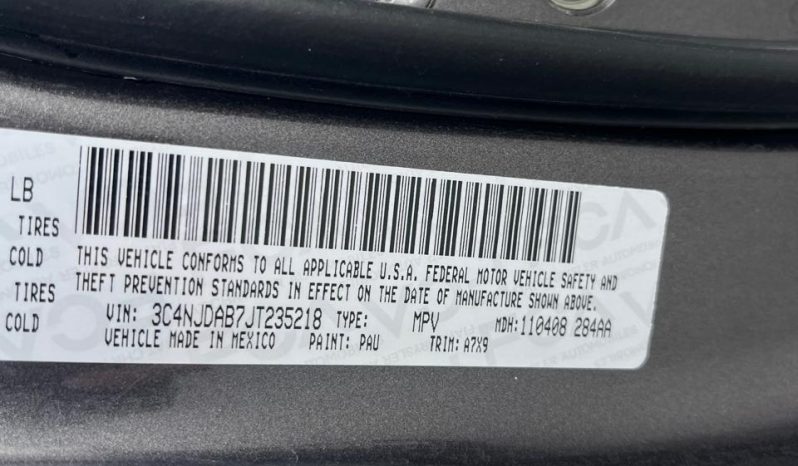 LB
TIRES
COLD
TIRES
COLD
THIS VEHICLE CONFORMS TO ALL APPLICABLE U.S.A. FEDERAL MOTOR VEHICLE SAFETY AND
THEFT PREVENTION STANDARDS IN EFFECT ON THE DATE OF MANUFACTURE SHOWN ABOVE.
VIN: 3C4NJDAB7JT235218 TYPE: MPV MDH: 110408 284AA
VEHICLE MADE IN MEXICO PAINT: PAU TRIM: A7X9